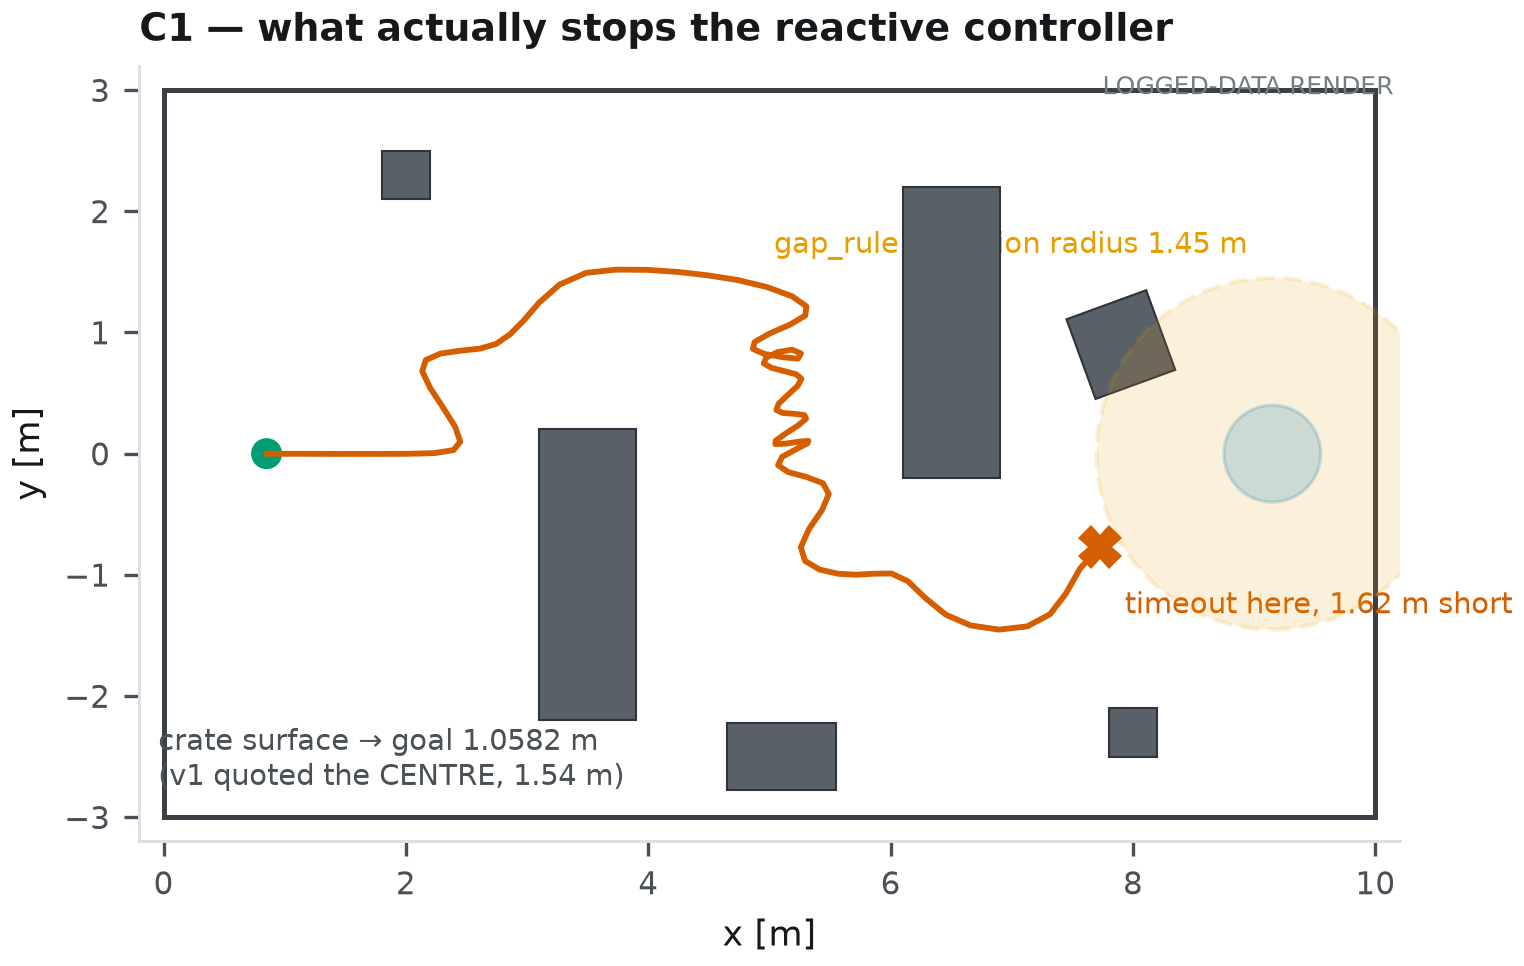 C1 — what actually stops the reactive controller
LOGGED-DATA RENDER
3
2
1
0
−1
−2
−3
y [m]
gap_rule ion radius 1.45 m
timeout here, 1.62 m short
crate surface → goal 1.0582 m
(v1 quoted the CENTRE, 1.54 m)
0 2 4 6 8 10
x [m]